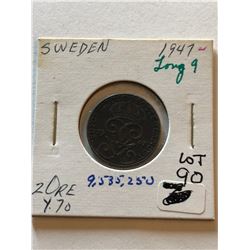 SWEDEN 1947
Long 9
9,535,250
2 ORE
Y.70
LOT
90